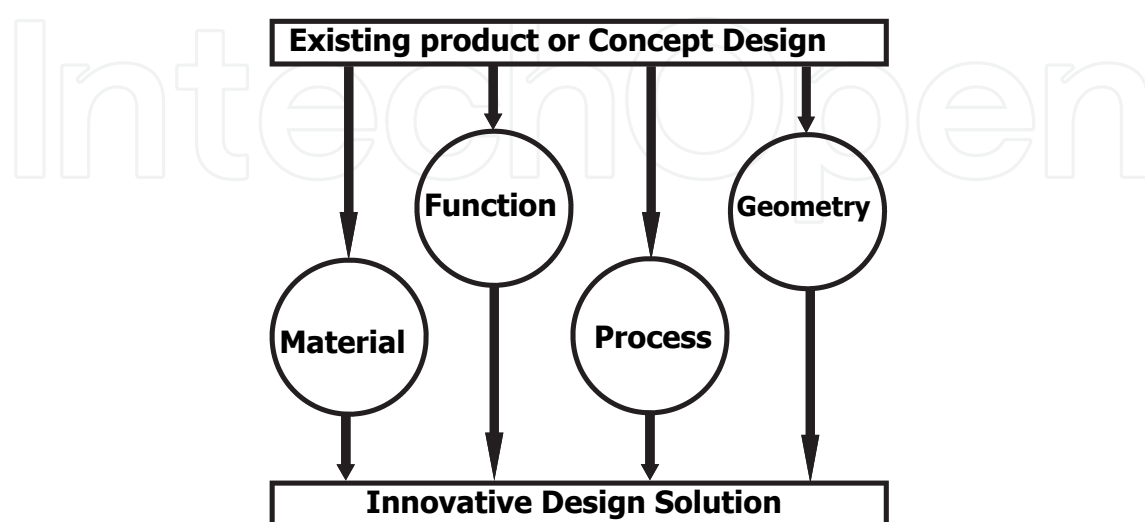 IntechOpen
Existing product or Concept Design
Function
Geometry
Material
Process
Innovative Design Solution